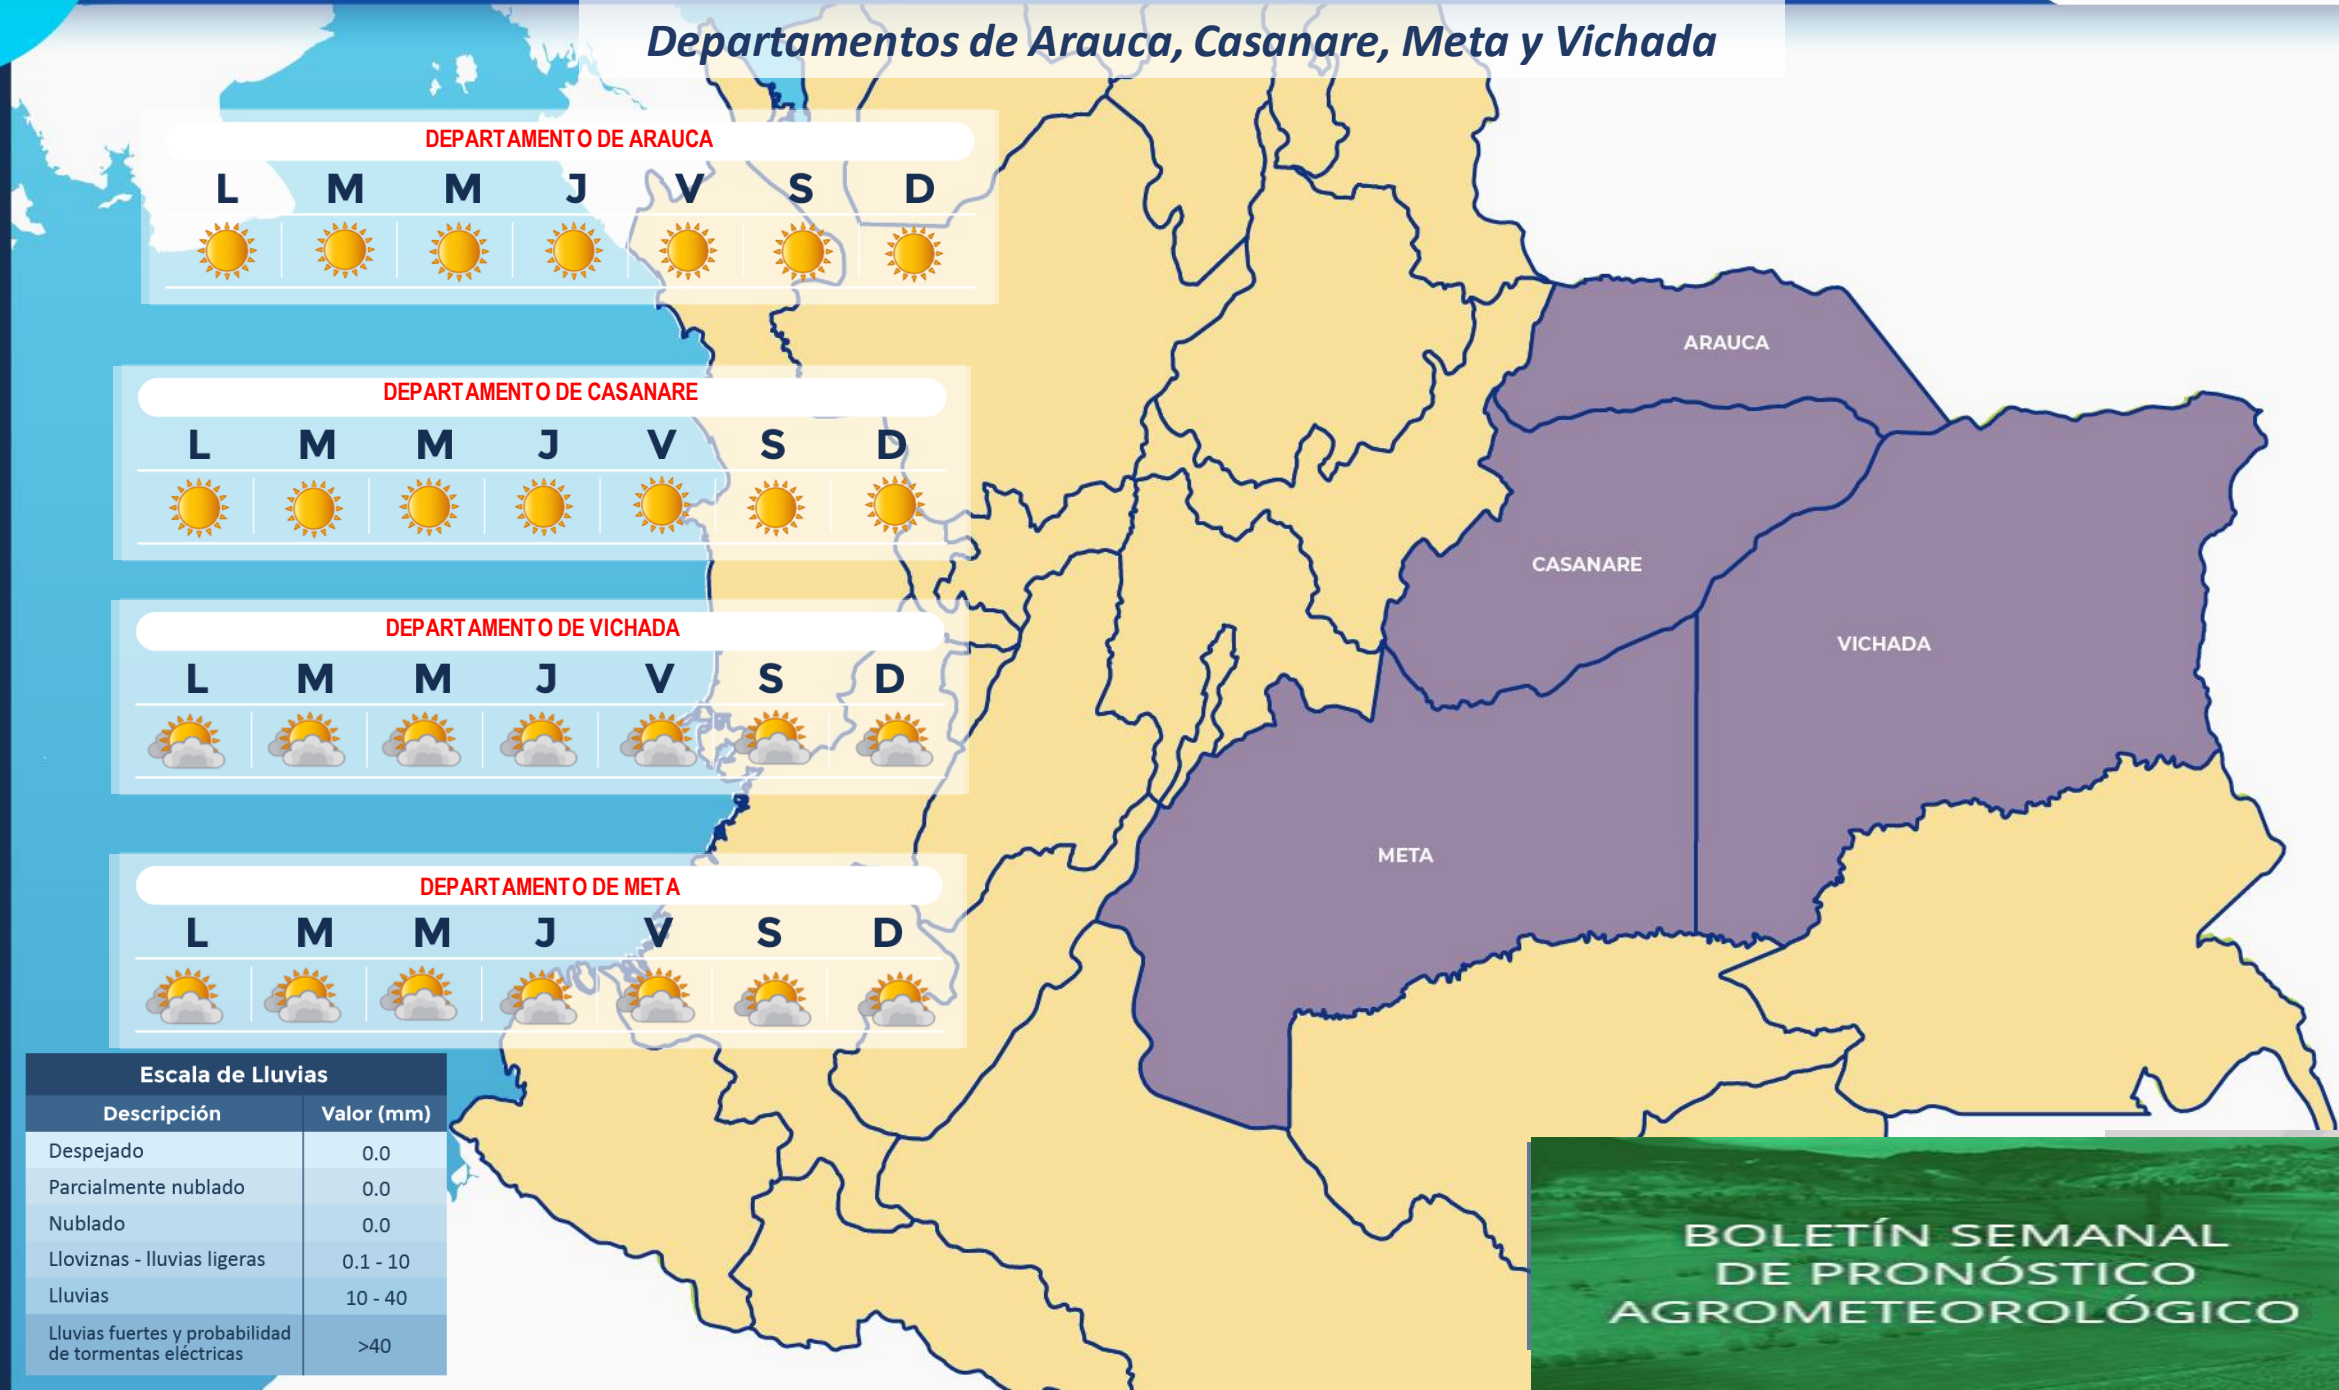 Departamentos de Arauca, Casanare, Meta y Vichada
DEPARTAMENTO DE ARAUCA
L M M J V S D
DEPARTAMENTO DE CASANARE
L M M J V S D
DEPARTAMENTO DE VICHADA
L M M J V S D
DEPARTAMENTO DE META
L M M J V S D
ARAUCA
CASANARE
VICHADA
META
Escala de Lluvias
Descripción Valor (mm)
Despejado 0.0
Parcialmente nublado 0.0
Nublado 0.0
Lloviznas - lluvias ligeras 0.1 - 10
Lluvias 10 - 40
Lluvias fuertes y probabilidad
de tormentas eléctricas >40
BOLETÍN SEMANAL
DE PRONÓSTICO
AGROMETEOROLÓGICO